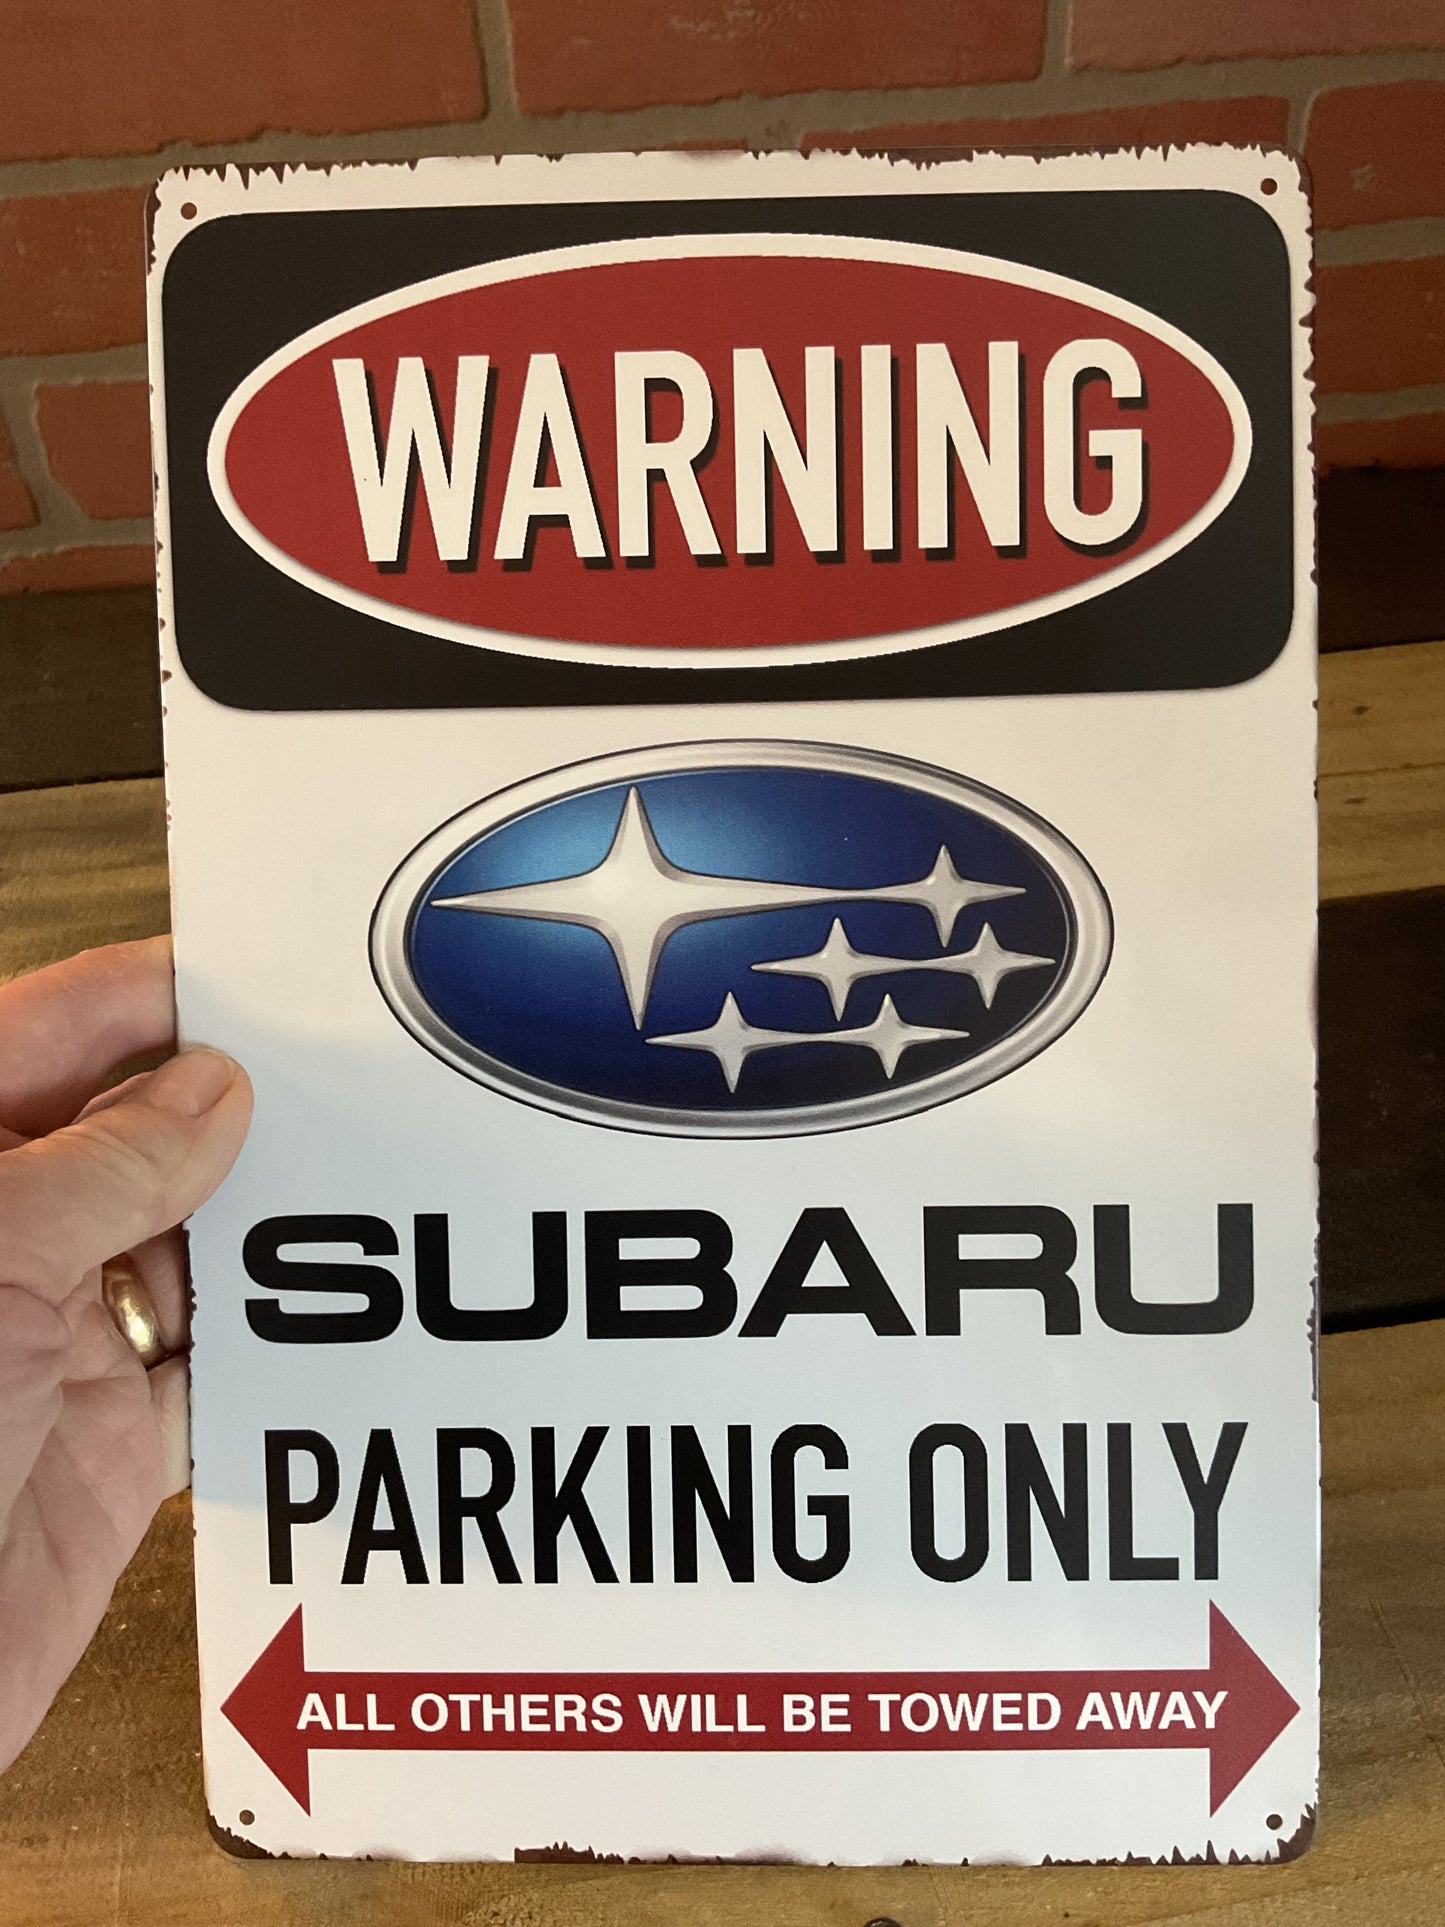 WARNING
SUBARU
PARKING ONLY
ALL OTHERS WILL BE TOWED AWAY